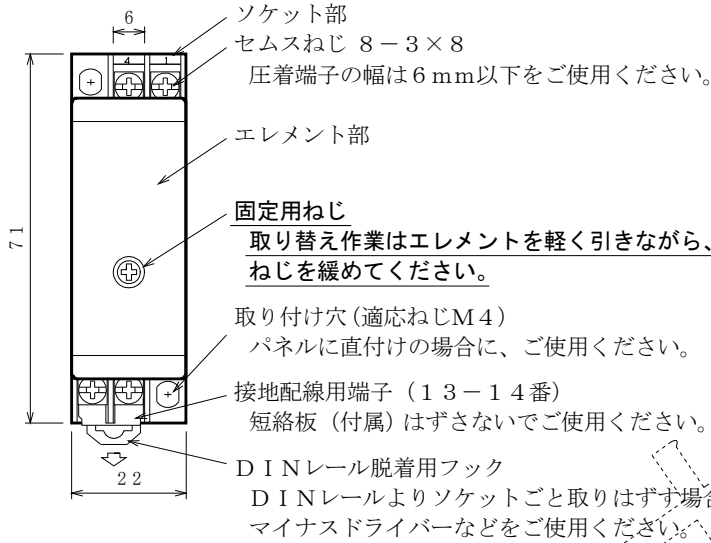 6
ソケット部
セムスねじ ８－３×８
圧着端子の幅は６mm以下をご使用ください。
4 1
エレメント部
71
固定用ねじ
取り替え作業はエレメントを軽く引きながら、
ねじを緩めてください。
取り付け穴(適応ねじM４)
パネルに直付けの場合に、ご使用ください。
接地配線用端子（１３－１４番）
短絡板（付属）はずさないでご使用ください。
22
ＤＩＮレール脱着用フック
ＤＩＮレールよりソケットごと取りはずす場合
マイナスドライバーなどをご使用ください。